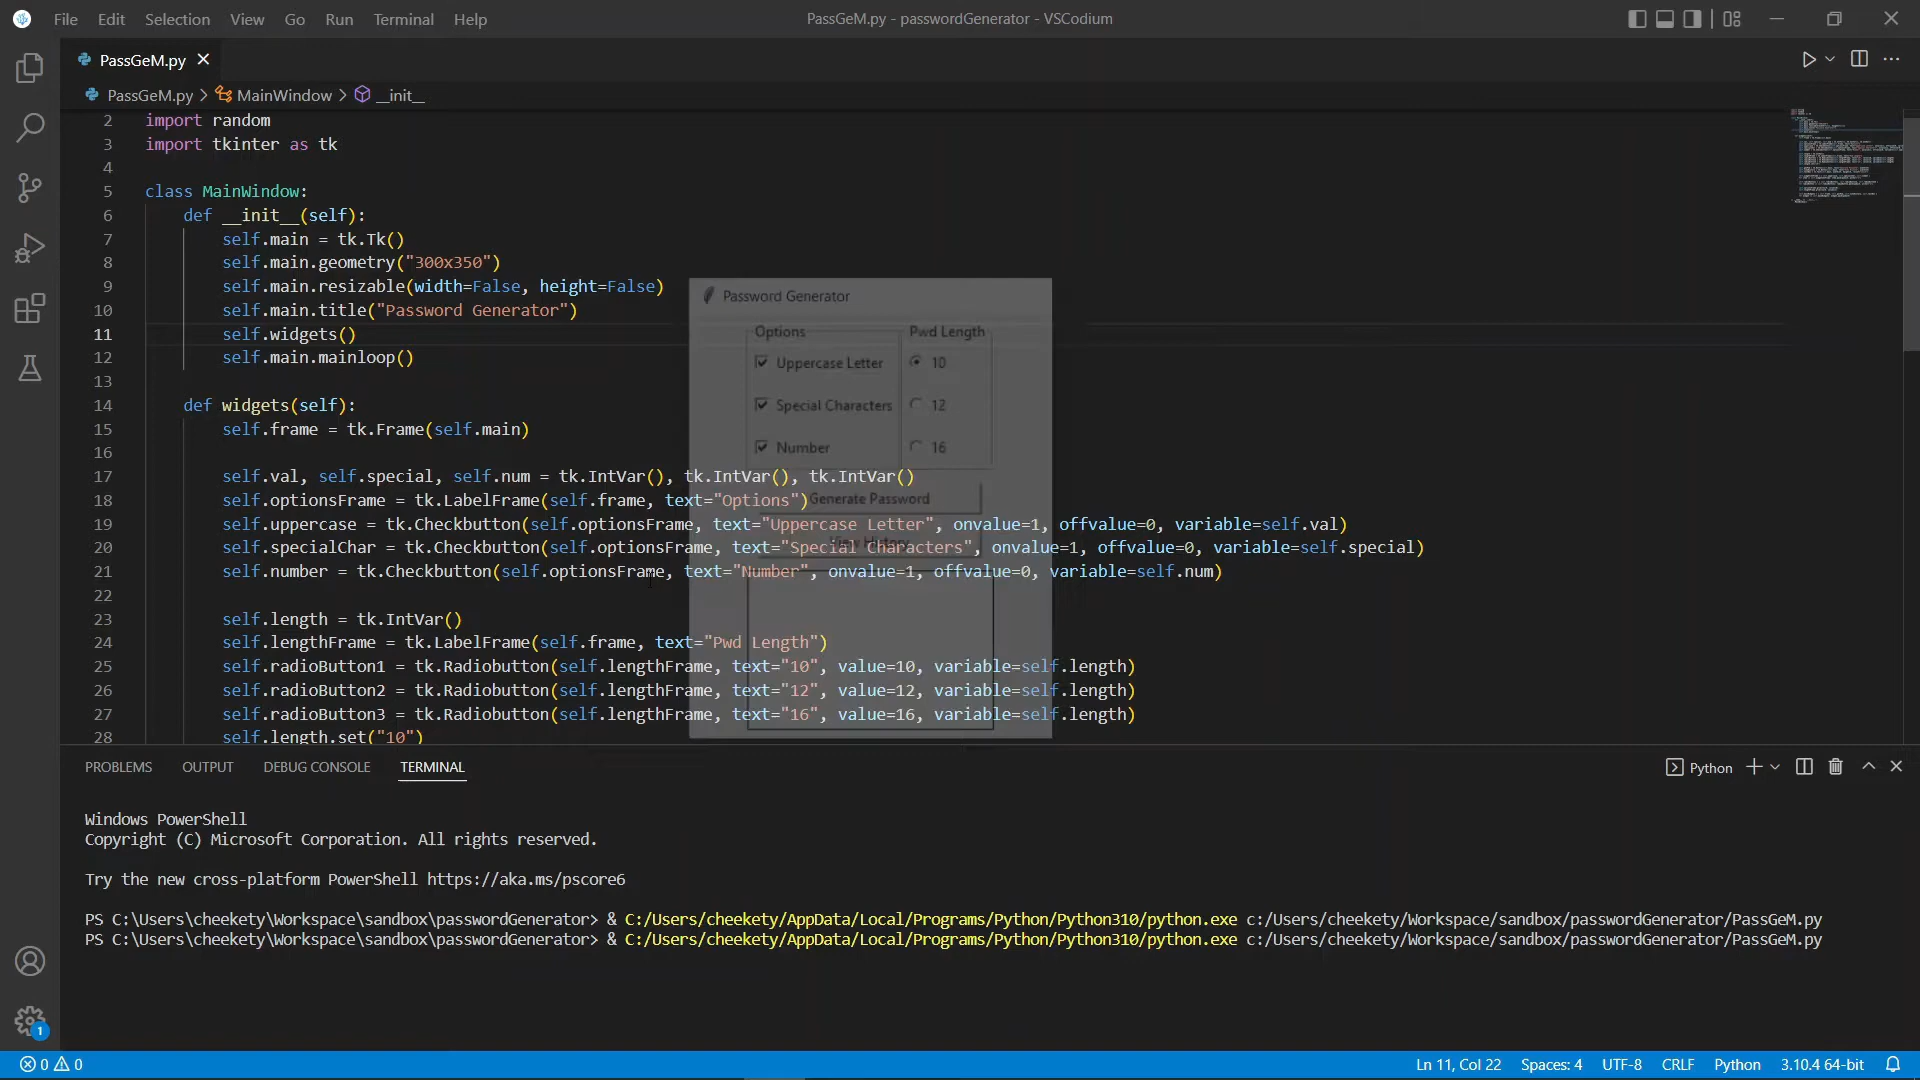 File Edit Selection View Go Run Terminal Help
PassGeM.py - passwordGenerator - VSCodium
PassGeM.py
PassGeM.py > MainWindow > __init__
2 import random
3 import tkinter as tk
4
5 class MainWindow:
6 def __init__(self):
7 self.main = tk.Tk()
8 self.main.geometry("300x350")
9 self.main.resizable(width=False, height=False)
10 self.main.title("Password Generator")
11 self.widgets()
12 self.main.mainloop()
13
14 def widgets(self):
15 self.frame = tk.Frame(self.main)
16
17 self.val, self.special, self.num = tk.IntVar(), tk.IntVar(), tk.IntVar()
18 self.optionsFrame = tk.LabelFrame(self.frame, text="Options")
19 self.uppercase = tk.Checkbutton(self.optionsFrame, text="Uppercase Letter", onvalue=1, offvalue=0, variable=self.val)
20 self.specialChar = tk.Checkbutton(self.optionsFrame, text="Special Characters", onvalue=1, offvalue=0, variable=self.special)
21 self.number = tk.Checkbutton(self.optionsFrame, text="Number", onvalue=1, offvalue=0, variable=self.num)
22
23 self.length = tk.IntVar()
24 self.lengthFrame = tk.LabelFrame(self.frame, text="Pwd Length")
25 self.radioButton1 = tk.Radiobutton(self.lengthFrame, text="10", value=10, variable=self.length)
26 self.radioButton2 = tk.Radiobutton(self.lengthFrame, text="12", value=12, variable=self.length)
27 self.radioButton3 = tk.Radiobutton(self.lengthFrame, text="16", value=16, variable=self.length)
28 self.length.set("10")
Password Generator
Options Pwd Length
Uppercase Letter 10
Special Characters 12
Number 16
Generate Password
View History
PROBLEMS OUTPUT DEBUG CONSOLE TERMINAL
Python
Windows PowerShell
Copyright (C) Microsoft Corporation. All rights reserved.
Try the new cross-platform PowerShell https://aka.ms/pscore6
PS C:\Users\cheekety\Workspace\sandbox\passwordGenerator> & C:/Users/cheekety/AppData/Local/Programs/Python/Python310/python.exe c:/Users/cheekety/Workspace/sandbox/passwordGenerator/PassGeM.py
PS C:\Users\cheekety\Workspace\sandbox\passwordGenerator> & C:/Users/cheekety/AppData/Local/Programs/Python/Python310/python.exe c:/Users/cheekety/Workspace/sandbox/passwordGenerator/PassGeM.py
1
0 0
Ln 11, Col 22 Spaces: 4 UTF-8 CRLF Python 3.10.4 64-bit